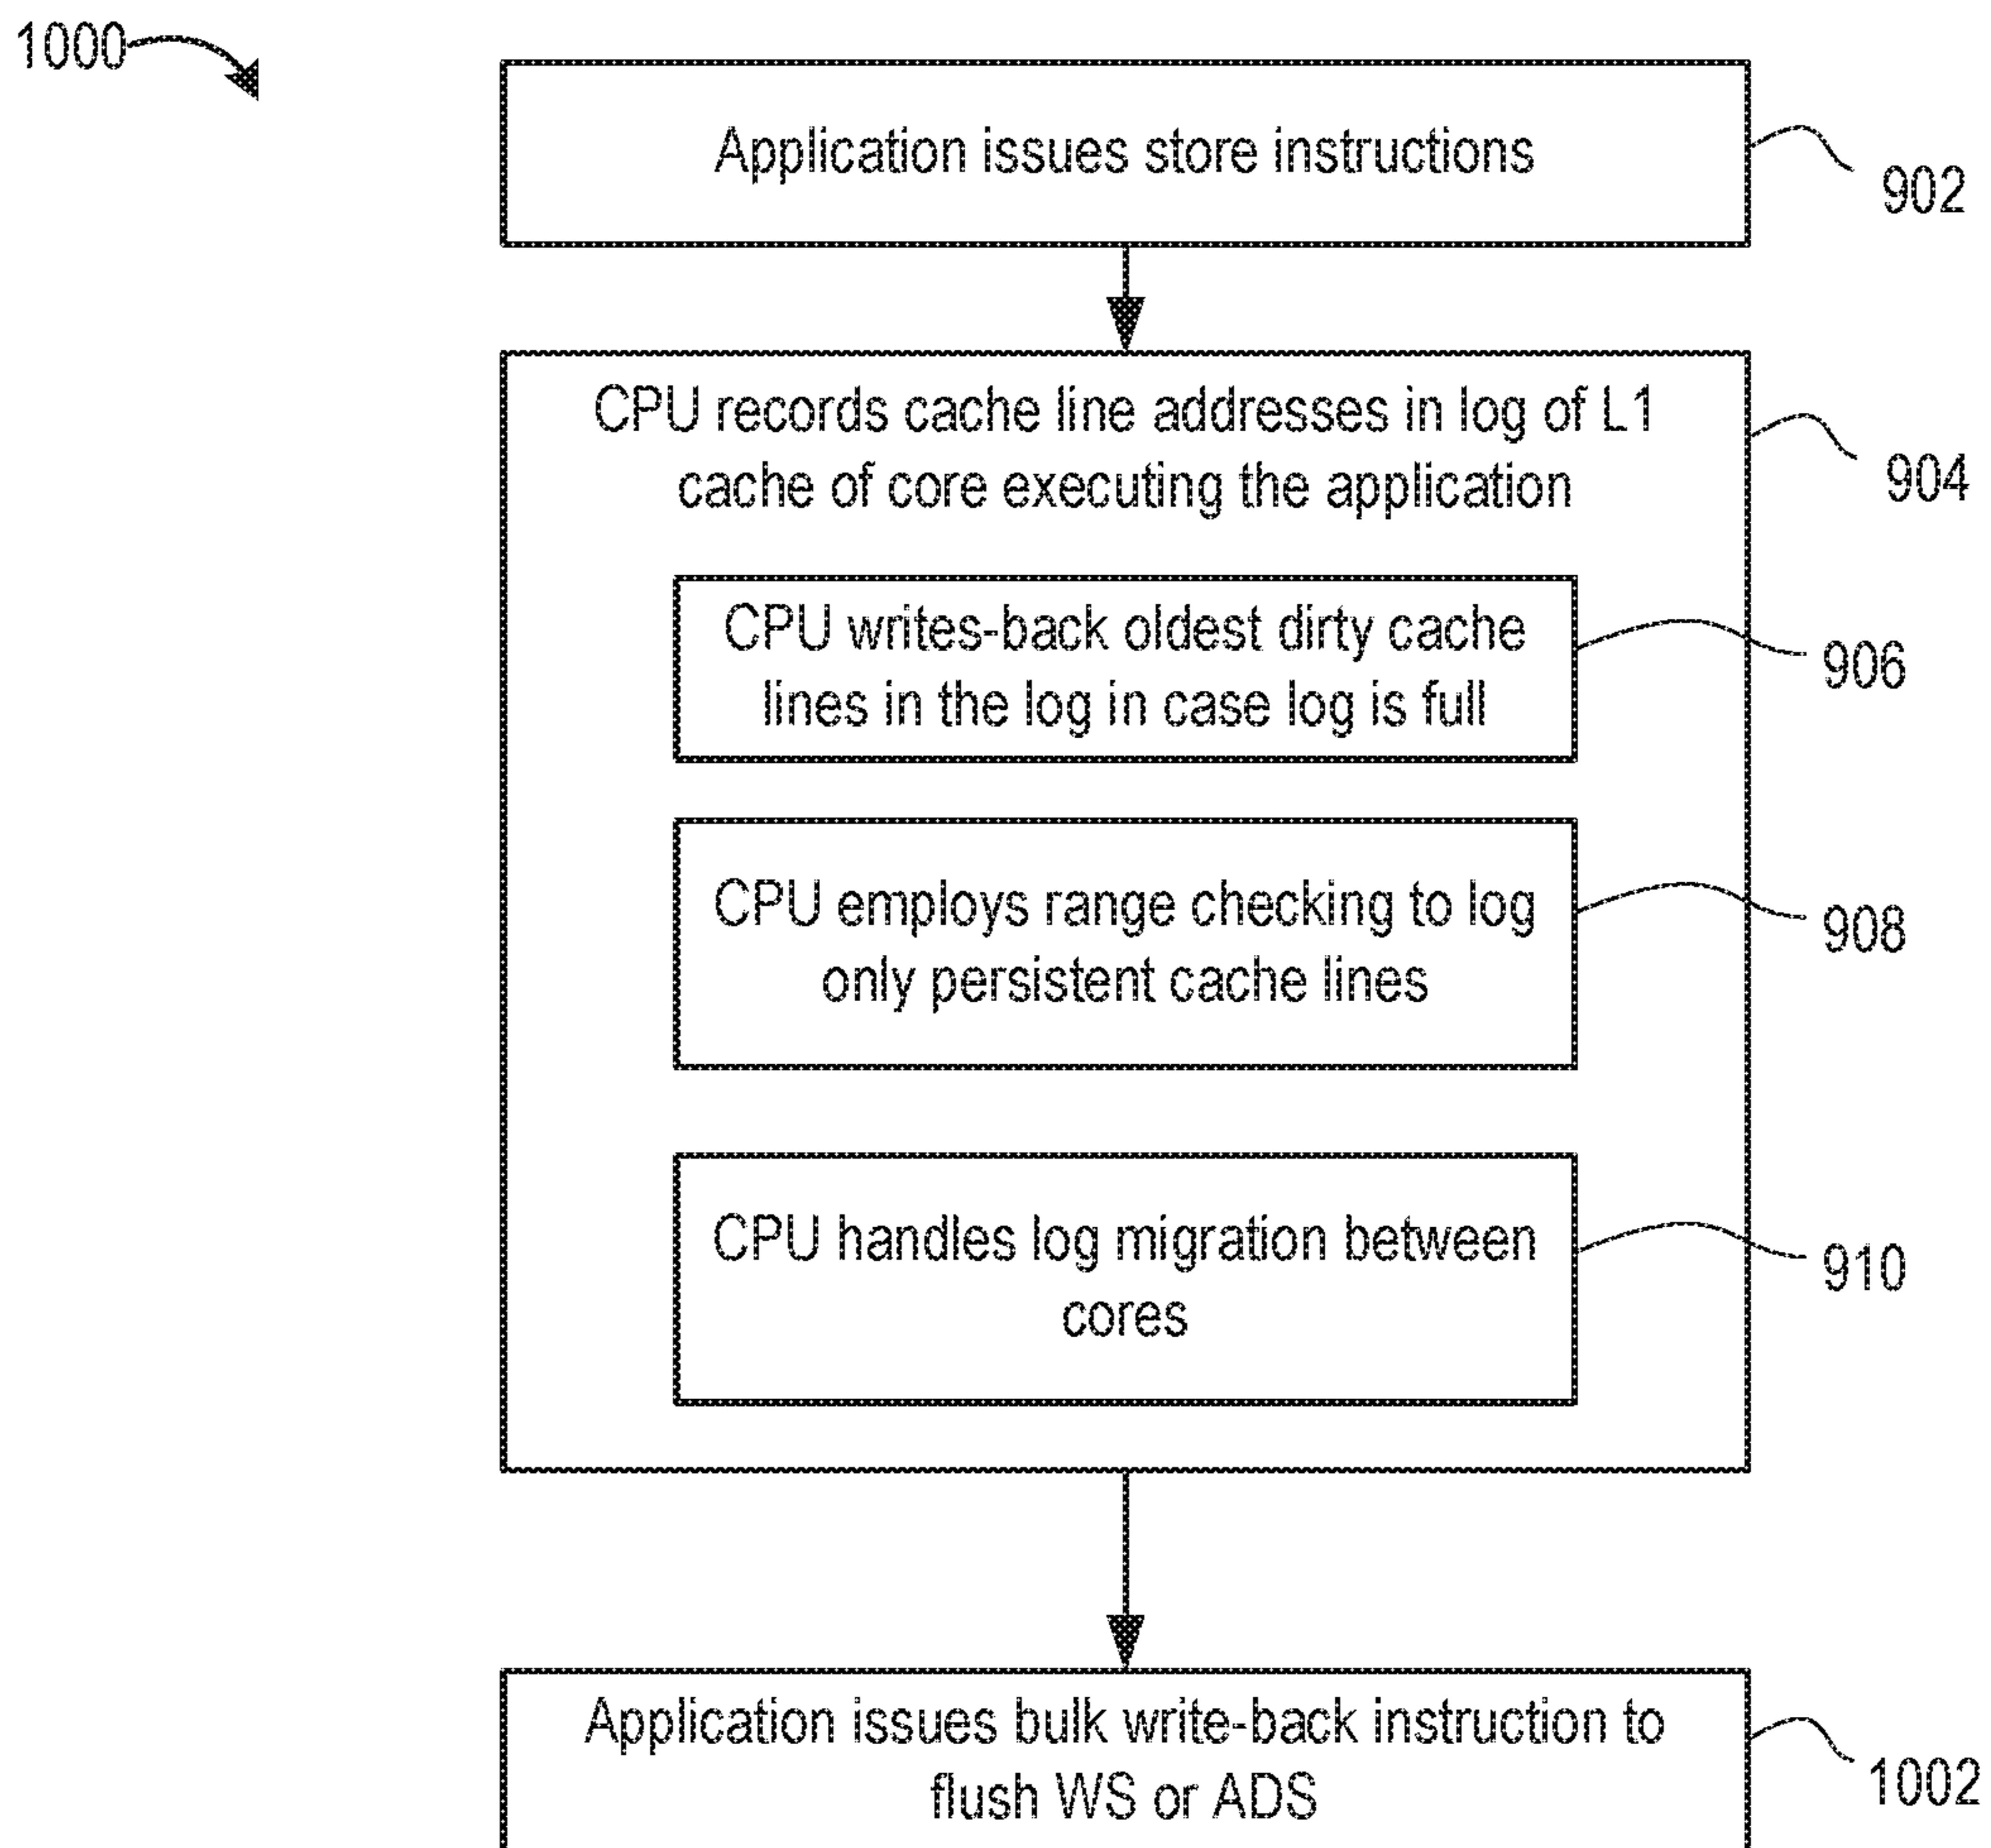 1000
Application issues store instructions
902
CPU records cache line addresses in log of L1
cache of core executing the application
904
CPU writes-back oldest dirty cache
lines in the log in case log is full
906
CPU employs range checking to log
only persistent cache lines
908
CPU handles log migration between
cores
910
Application issues bulk write-back instruction to
flush WS or ADS
1002